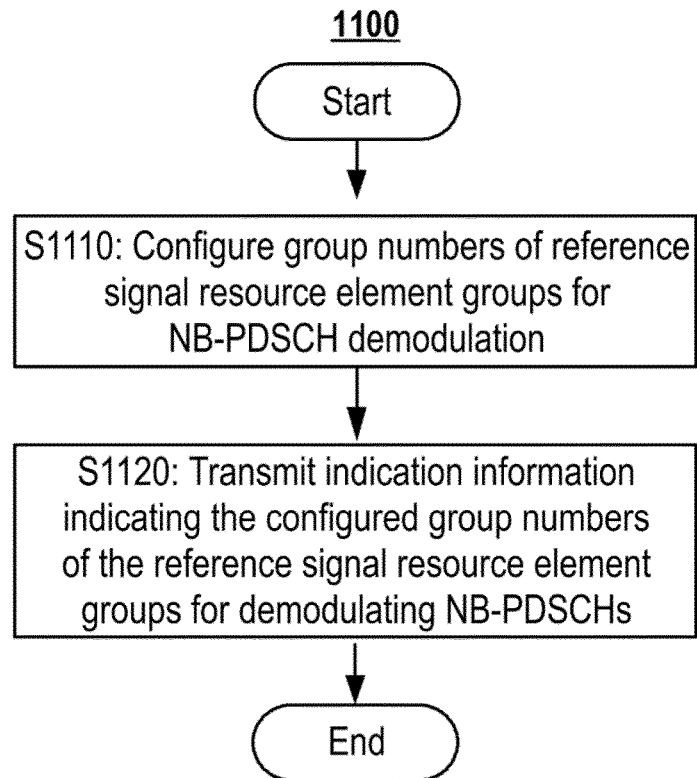 1100
Start
S1110: Configure group numbers of reference
signal resource element groups for
NB-PDSCH demodulation
S1120: Transmit indication information
indicating the configured group numbers
of the reference signal resource element
groups for demodulating NB-PDSCHs
End